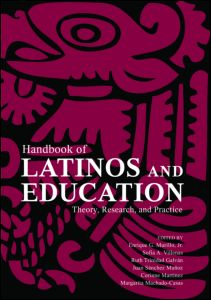 Handbook of
LATINOS AND
EDUCATION
Theory, Research, and Practice
EDITED BY
Enrique G. Murillo, Jr.
Sofia A. Villenas
Ruth Trinidad Galván
Juan Sánchez Muñoz
Corinne Martínez
Margarita Machado-Casas